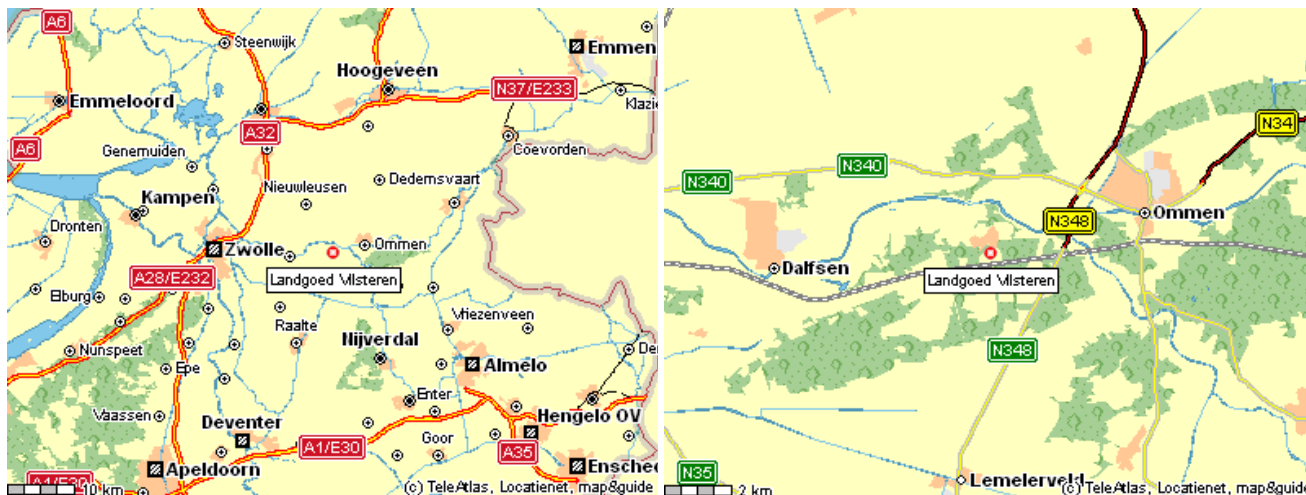 A6
Steenwijk
Emmen
Hoogeveen
Emmeloord
N37/E233
Klazie
A32
A6
Coevorden
Genemuiden
Nieuwleusen
Dedemsvaart
Kampen
Dronten
Zwolle
Ommen
A28/E232
Landgoed Vilsteren
Elburg
Raalte
Vriezenveen
Nunspeet
Nijverdal
De
Epe
Almelo
Vaassen
Enter
Deventer
Hengelo OV
Goor
A1/E30
A35
Apeldoorn
Enschee
A1/E30
10 km
(c) TeleAtlas, Locatienet, map&guide
N34
N340
N340
N348
Ommen
Dalfsen
Landgoed Vilsteren
N348
N35
Lemelerveld
2 km
(c) TeleAtlas, Locatienet, map&guide